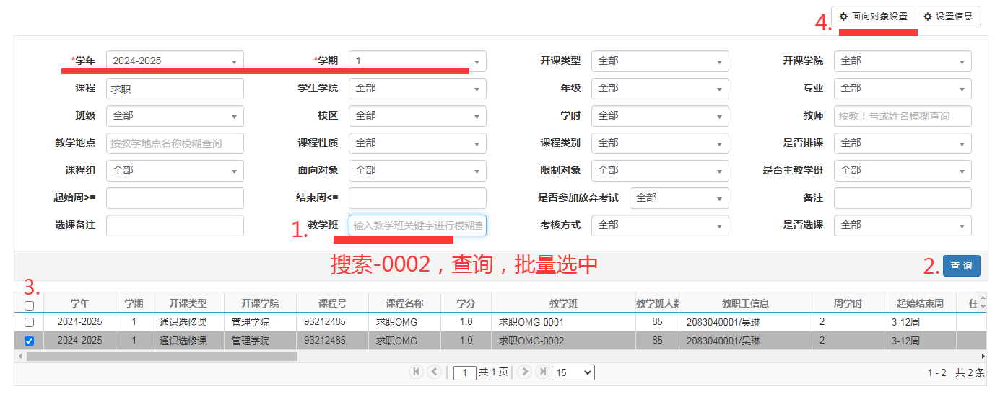 4. 面向对象设置 设置信息
*学年 2024-2025 *学期 1 开课类型 全部 开课学院 全部
课程 求职 学生学院 全部 年级 全部 专业 全部
班级 全部 校区 全部 学时 全部 教师 按教工号或姓名模糊查询
教学地点 按教学地点名称模糊查询 课程性质 全部 课程类别 全部 是否排课 全部
课程组 全部 面向对象 全部 限制对象 全部 是否主教学班 全部
起始周>= 结束周<= 是否参加放弃考试 全部 备注
选课备注 1. 教学班 输入教学班关键字进行模糊查 考核方式 全部 是否选课 全部
搜索-0002，查询，批量选中 2. 查 询
3.
学年 学期 开课类型 开课学院 课程号 课程名称 学分 教学班 教学班人数 教职工信息 周学时 起始结束周 任
2024-2025 1 通识选修课 管理学院 93212485 求职OMG 1.0 求职OMG-0001 85 2083040001/吴琳 2 3-12周
2024-2025 1 通识选修课 管理学院 93212485 求职OMG 1.0 求职OMG-0002 85 2083040001/吴琳 2 3-12周
1 共 1 页 15 1 - 2 共 2 条